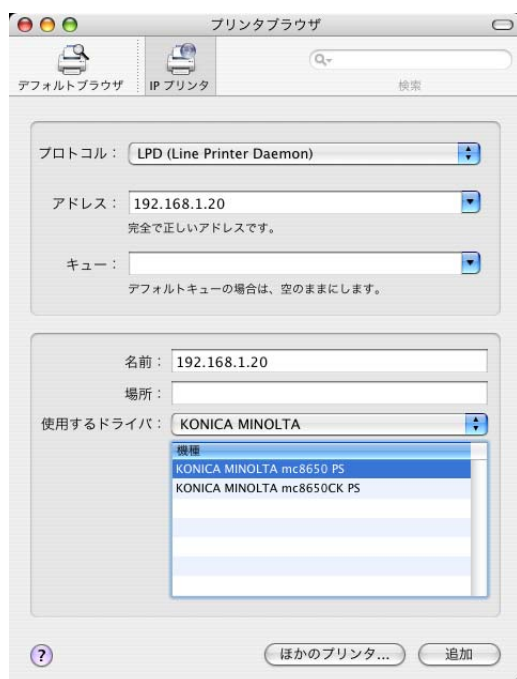 プリンタブラウザ
デフォルトブラウザ
IP プリンタ
検索
プロトコル： LPD (Line Printer Daemon)
アドレス： 192.168.1.20
完全で正しいアドレスです。
キュー：
デフォルトキューの場合は、空のままにします。
名前： 192.168.1.20
場所：
使用するドライバ： KONICA MINOLTA
機種
KONICA MINOLTA mc8650 PS
KONICA MINOLTA mc8650CK PS
?
ほかのプリンタ...
追加